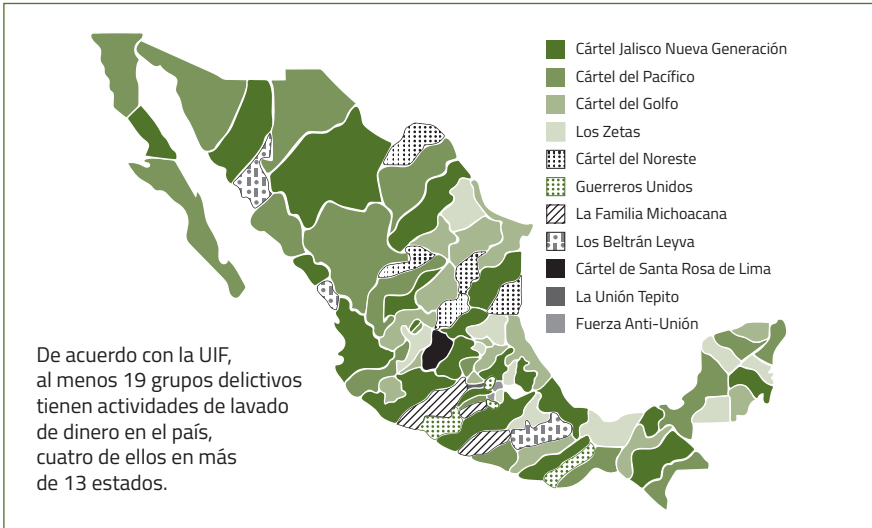 Cártel Jalisco Nueva Generación
Cártel del Pacífico
Cártel del Golfo
Los Zetas
Cártel del Noreste
Guerreros Unidos
La Familia Michoacana
Los Beltrán Leyva
Cártel de Santa Rosa de Lima
La Unión Tepito
Fuerza Anti-Unión
De acuerdo con la UIF,
al menos 19 grupos delictivos
tienen actividades de lavado
de dinero en el país,
cuatro de ellos en más
de 13 estados.